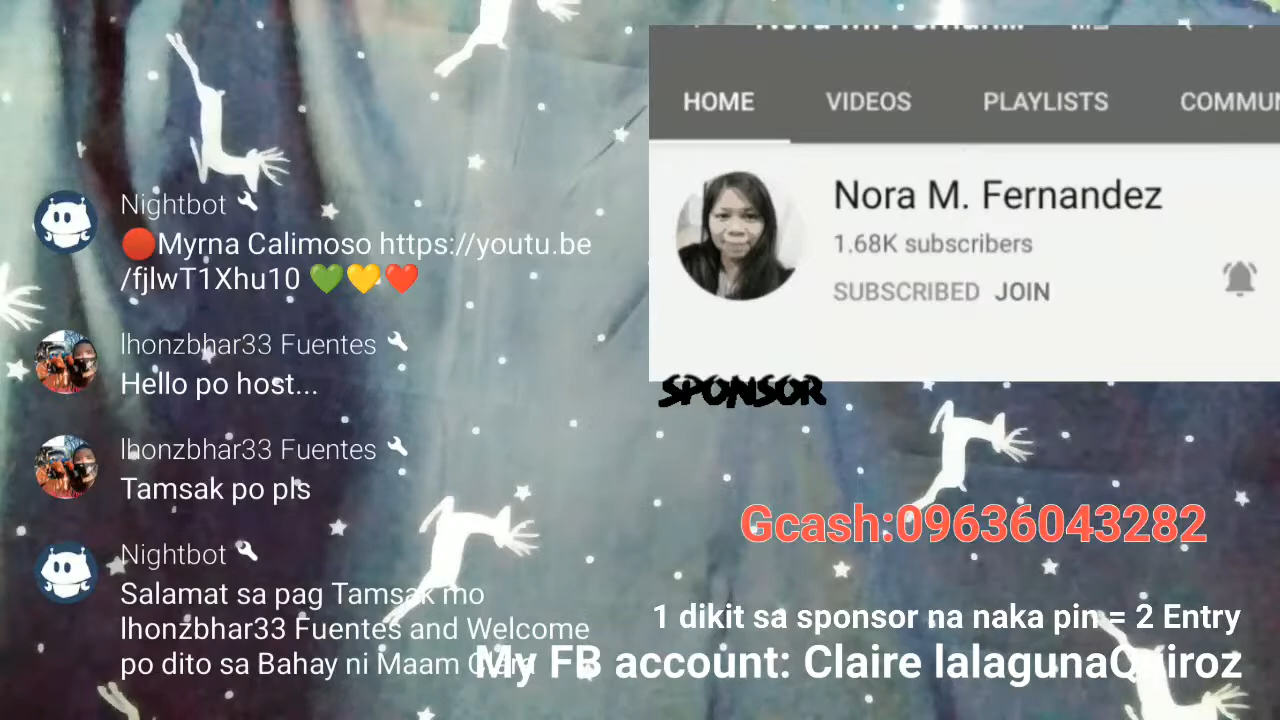 Nightbot
🔴Myrna Calimoso https://youtu.be
/fjlwT1Xhu10 💚💛❤️
lhonzbhar33 Fuentes
Hello po host...
lhonzbhar33 Fuentes
Tamsak po pls
Nightbot
Salamat sa pag Tamsak mo
lhonzbhar33 Fuentes and Welcome
po dito sa Bahay ni Maam
HOME VIDEOS PLAYLISTS COMMUN
Nora M. Fernandez
1.68K subscribers
SUBSCRIBED JOIN
SPONSOR
Gcash:09636043282
1 dikit sa sponsor na naka pin = 2 Entry
My FB account: Claire lalagunaQuiroz